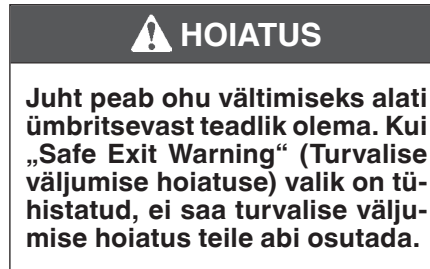 HOIATUS
Juht peab ohu vältimiseks alati
ümbritsevast teadlik olema. Kui
„Safe Exit Warning“ (Turvalise
väljumise hoiatuse) valik on tü-
histatud, ei saa turvalise välju-
mise hoiatus teile abi osutada.